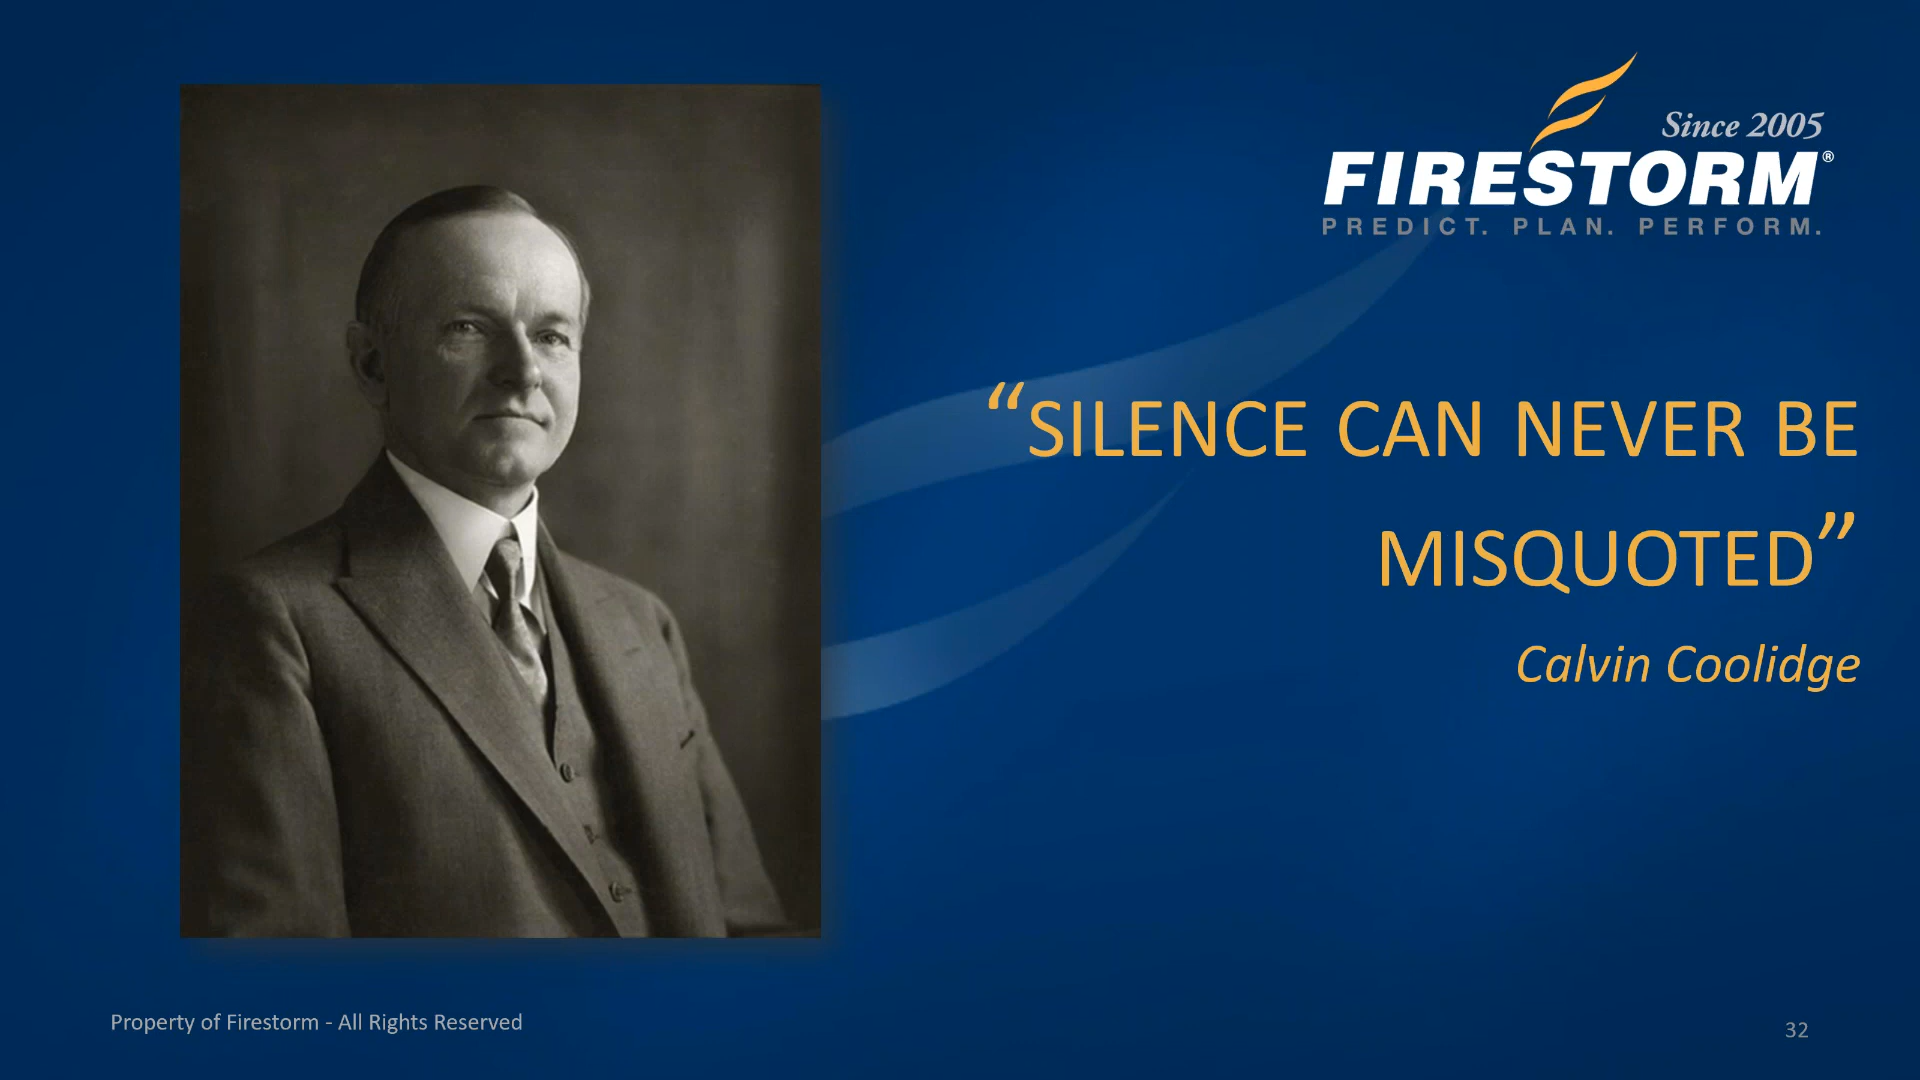 Since 2005
FIRESTORM®
PREDICT. PLAN. PERFORM.
“SILENCE CAN NEVER BE
MISQUOTED”
Calvin Coolidge
Property of Firestorm - All Rights Reserved
32